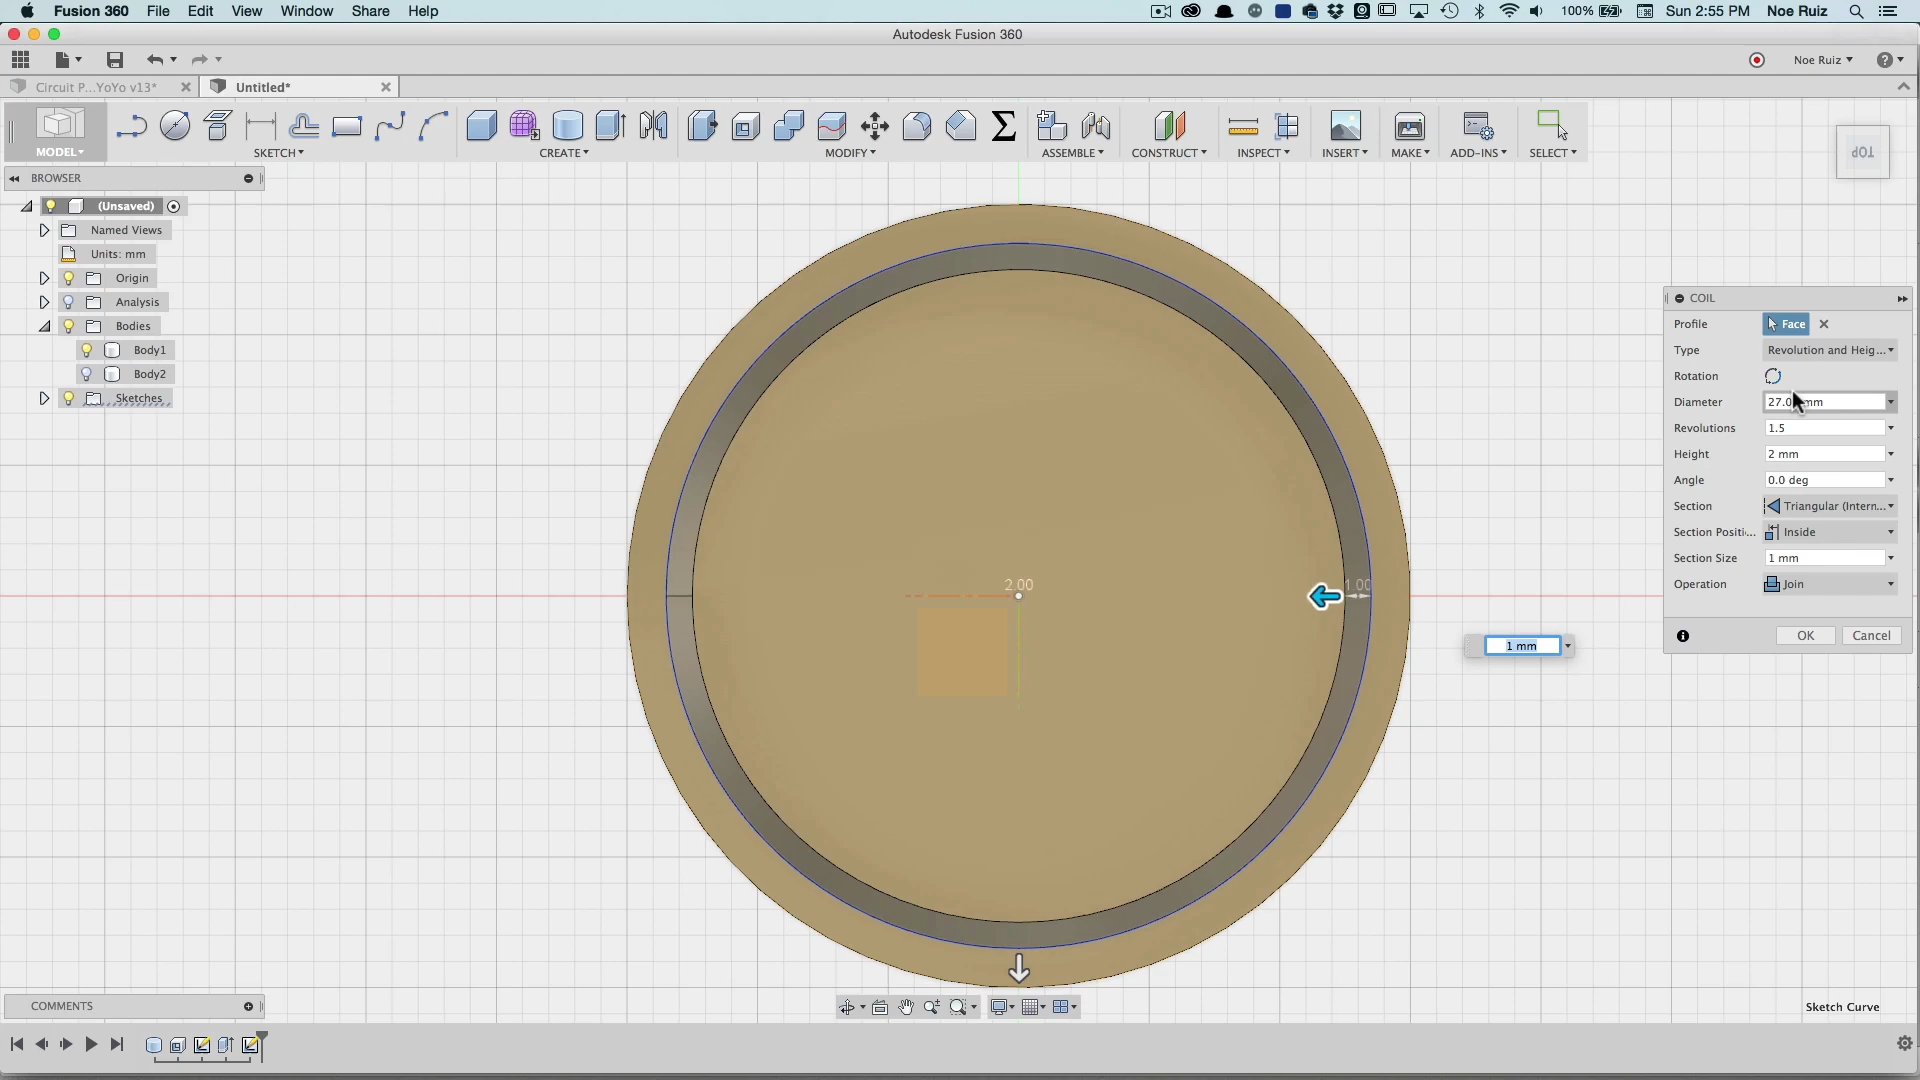 Fusion 360 File Edit View Window Share Help 100% Sun 2:55 PM Noe Ruiz
Autodesk Fusion 360
Noe Ruiz
Circuit P...YoYo v13* Untitled*
MODEL SKETCH CREATE MODIFY ASSEMBLE CONSTRUCT INSPECT INSERT MAKE ADD-INS SELECT
TOP
BROWSER
(Unsaved)
Named Views
Units: mm
Origin
Analysis
Bodies
Body1
Body2
Sketches
COIL
Profile Face
Type Revolution and Heig...
Rotation
Diameter 27.0 mm
Revolutions 1.5
Height 2 mm
Angle 0.0 deg
Section Triangular (Intern...
Section Positi... Inside
Section Size 1 mm
Operation Join
OK Cancel
2.00
1.00
1 mm
COMMENTS
Sketch Curve